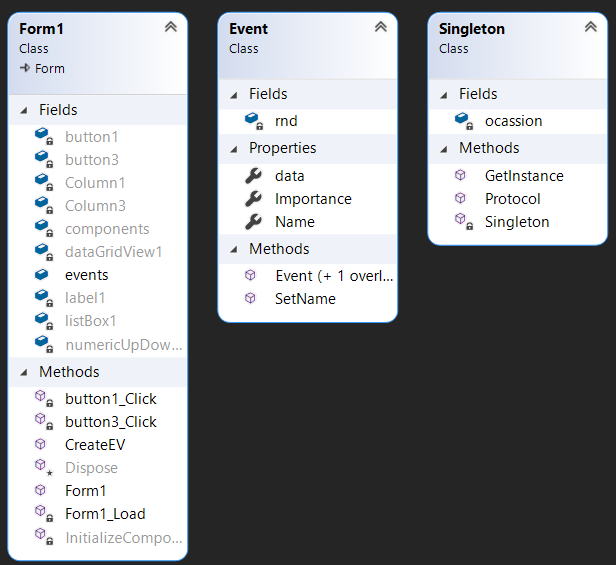 Form1
Class
Form
Fields
button1
button3
Column1
Column3
components
dataGridView1
events
label1
listBox1
numericUpDow...
Methods
button1_Click
button3_Click
CreateEV
Dispose
Form1
Form1_Load
InitializeCompo...
Event
Class
Fields
rnd
Properties
data
Importance
Name
Methods
Event (+ 1 overl...
SetName
Singleton
Class
Fields
ocassion
Methods
GetInstance
Protocol
Singleton